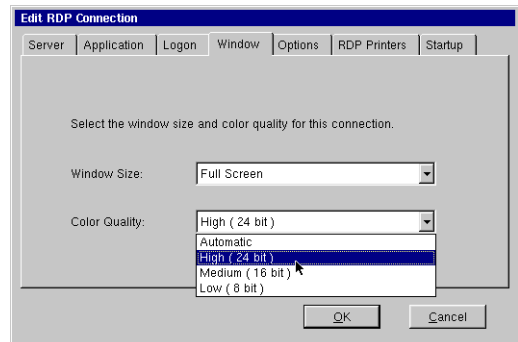 Edit RDP Connection
Server Application Logon Window Options RDP Printers Startup
Select the window size and color quality for this connection.
Window Size: Full Screen
Color Quality: High ( 24 bit )
Automatic
High ( 24 bit )
Medium ( 16 bit )
Low ( 8 bit )
OK Cancel